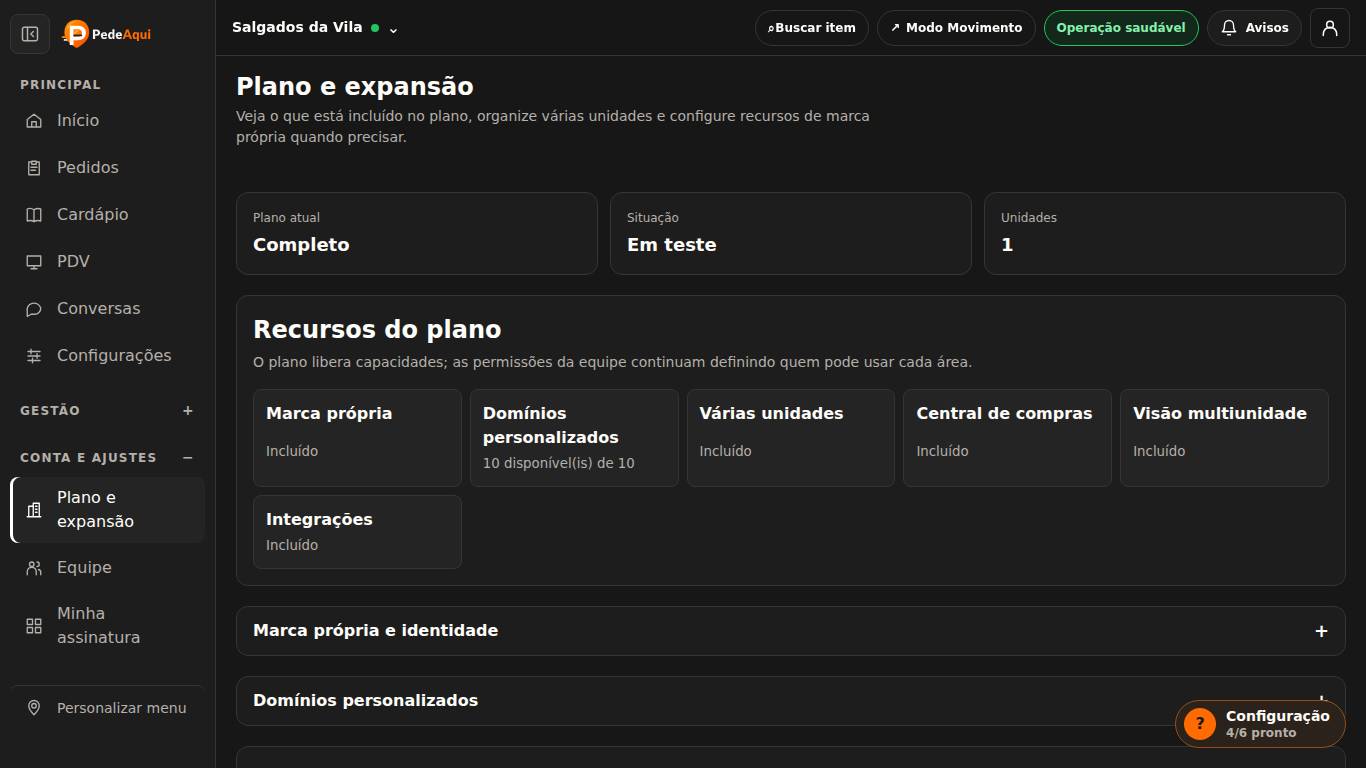 PedeAqui
PRINCIPAL
Início
Pedidos
Cardápio
PDV
Conversas
Configurações
GESTÃO +
CONTA E AJUSTES −
Plano e
expansão
Equipe
Minha
assinatura
Personalizar menu
Salgados da Vila
Buscar item
Modo Movimento
Operação saudável
Avisos
Plano e expansão
Veja o que está incluído no plano, organize várias unidades e configure recursos de marca
própria quando precisar.
Plano atual
Completo
Situação
Em teste
Unidades
1
Recursos do plano
O plano libera capacidades; as permissões da equipe continuam definindo quem pode usar cada área.
Marca própria
Incluído
Domínios
personalizados
10 disponível(is) de 10
Várias unidades
Incluído
Central de compras
Incluído
Visão multiunidade
Incluído
Integrações
Incluído
Marca própria e identidade +
Domínios personalizados +
?
Configuração
4/6 pronto